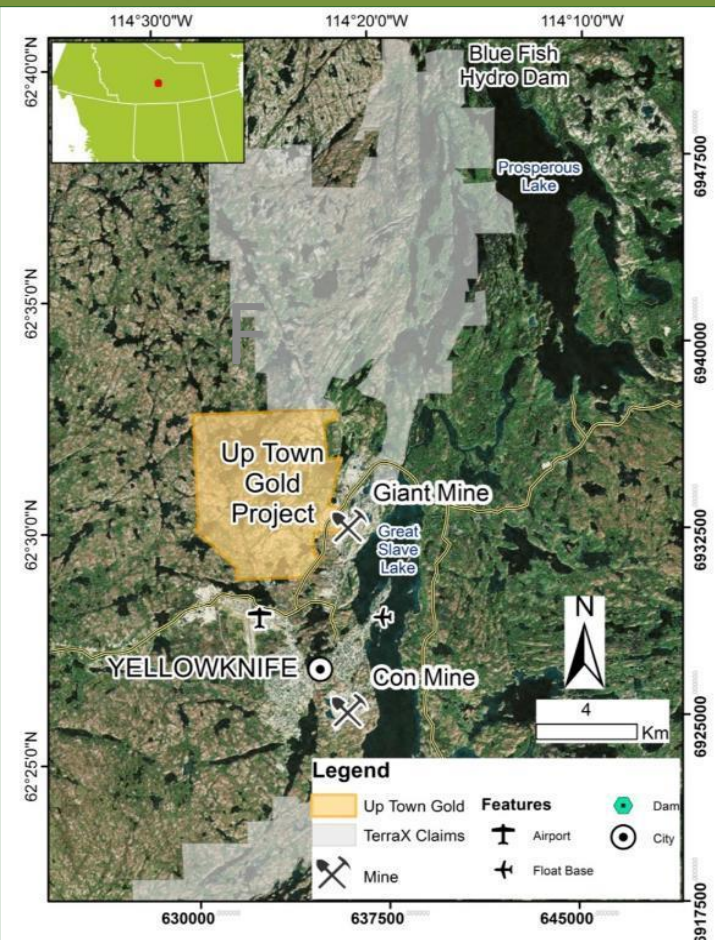 114°30'0"W 114°20'0"W 114°10'0"W
62°40'0"N
62°35'0"N
62°30'0"N
62°25'0"N
Blue Fish
Hydro Dam
Prosperous
Lake
F
Up Town
Gold
Project
Giant Mine
Great
Slave
Lake
YELLOWKNIFE
Con Mine
N
4
Km
Legend
Up Town Gold
TerraX Claims
Mine
Features
Airport
Float Base
Dam
City
6947500
6940000
6932500
6925000
6917500
630000 637500 645000